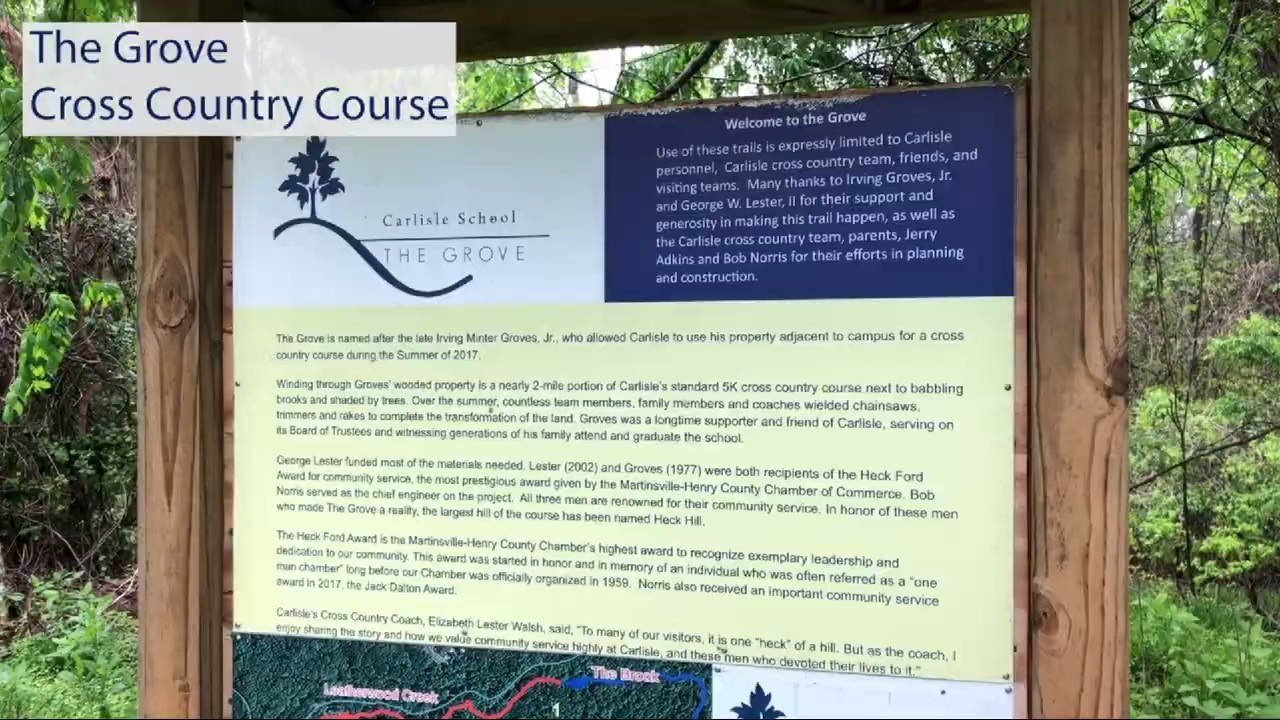 The Grove
Cross Country Course
Welcome to the Grove
Use of these trails is expressly limited to Carlisle
personnel, Carlisle cross country team, friends, and
visiting teams. Many thanks to Irving Groves, Jr.
and George W. Lester, II for their support and
generosity in making this trail happen, as well as
the Carlisle cross country team, parents, Jerry
Adkins and Bob Norris for their efforts in planning
and construction.
Carlisle School
THE GROVE
The Grove is named after the late Irving Minter Groves, Jr., who allowed Carlisle to use his property adjacent to campus for a cross
country course during the Summer of 2017.
Winding through Groves' wooded property is a nearly 2-mile portion of Carlisle's standard 5K cross country course next to babbling
brooks and shaded by trees. Over the summer, countless team members, family members and coaches wielded chainsaws,
trimmers and rakes to complete the transformation of the land. Groves was a longtime supporter and friend of Carlisle, serving on
its Board of Trustees and witnessing generations of his family attend and graduate the school.
George Lester funded most of the materials needed. Lester (2002) and Groves (1977) were both recipients of the Heck Ford
Award for community service, the most prestigious award given by the Martinsville-Henry County Chamber of Commerce. Bob
Norris served as the chief engineer on the project. All three men are renowned for their community service. In honor of these men
who made The Grove a reality, the largest hill of the course has been named Heck Hill.
The Heck Ford Award is the Martinsville-Henry County Chamber's highest award to recognize exemplary leadership and
dedication to our community. This award was started in honor and in memory of an individual who was often referred as a "one
man chamber" long before our Chamber was officially organized in 1959. Norris also received an important community service
award in 2017, the Jack Dalton Award.
Carlisle's Cross Country Coach, Elizabeth Lester Walsh, said, "To many of our visitors, it is one "heck" of a hill. But as the coach, I
enjoy sharing the story and how we value community service highly at Carlisle, and these men who devoted their lives to it."
The Brook
Leatherwood Creek
1